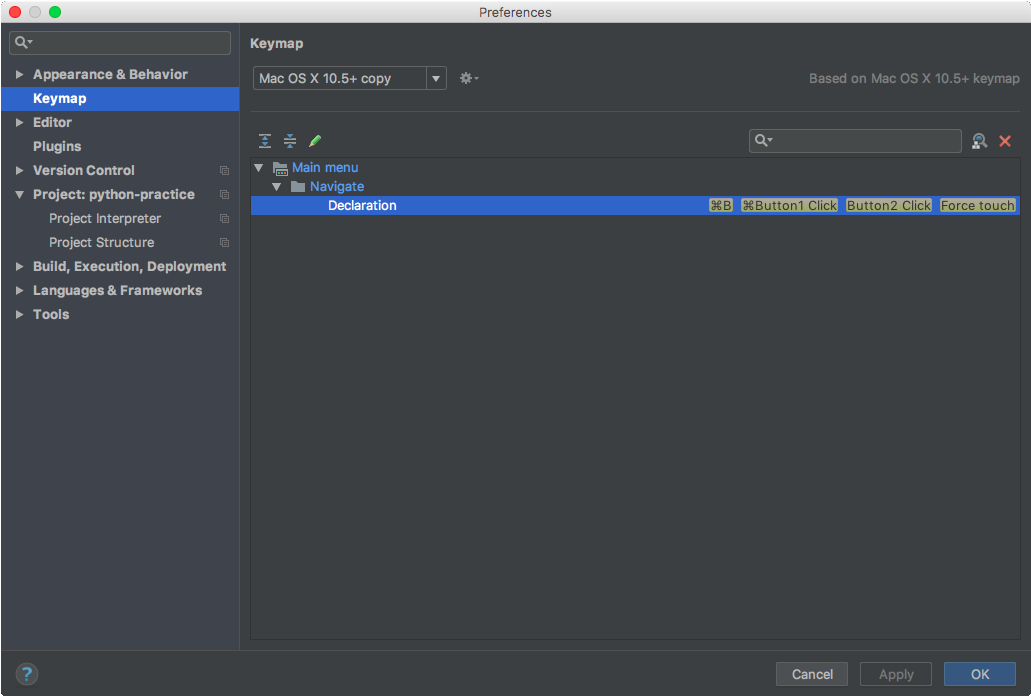 Preferences
Appearance & Behavior
Keymap
Editor
Plugins
Version Control
Project: python-practice
Project Interpreter
Project Structure
Build, Execution, Deployment
Languages & Frameworks
Tools
Keymap
Mac OS X 10.5+ copy
Based on Mac OS X 10.5+ keymap
Main menu
Navigate
Declaration ⌘B ⌘Button1 Click Button2 Click Force touch
?
Cancel Apply OK